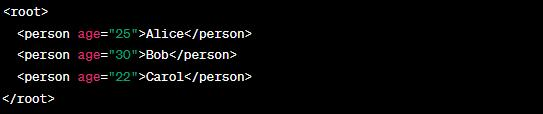 <root>
  <person age="25">Alice</person>
  <person age="30">Bob</person>
  <person age="22">Carol</person>
</root>